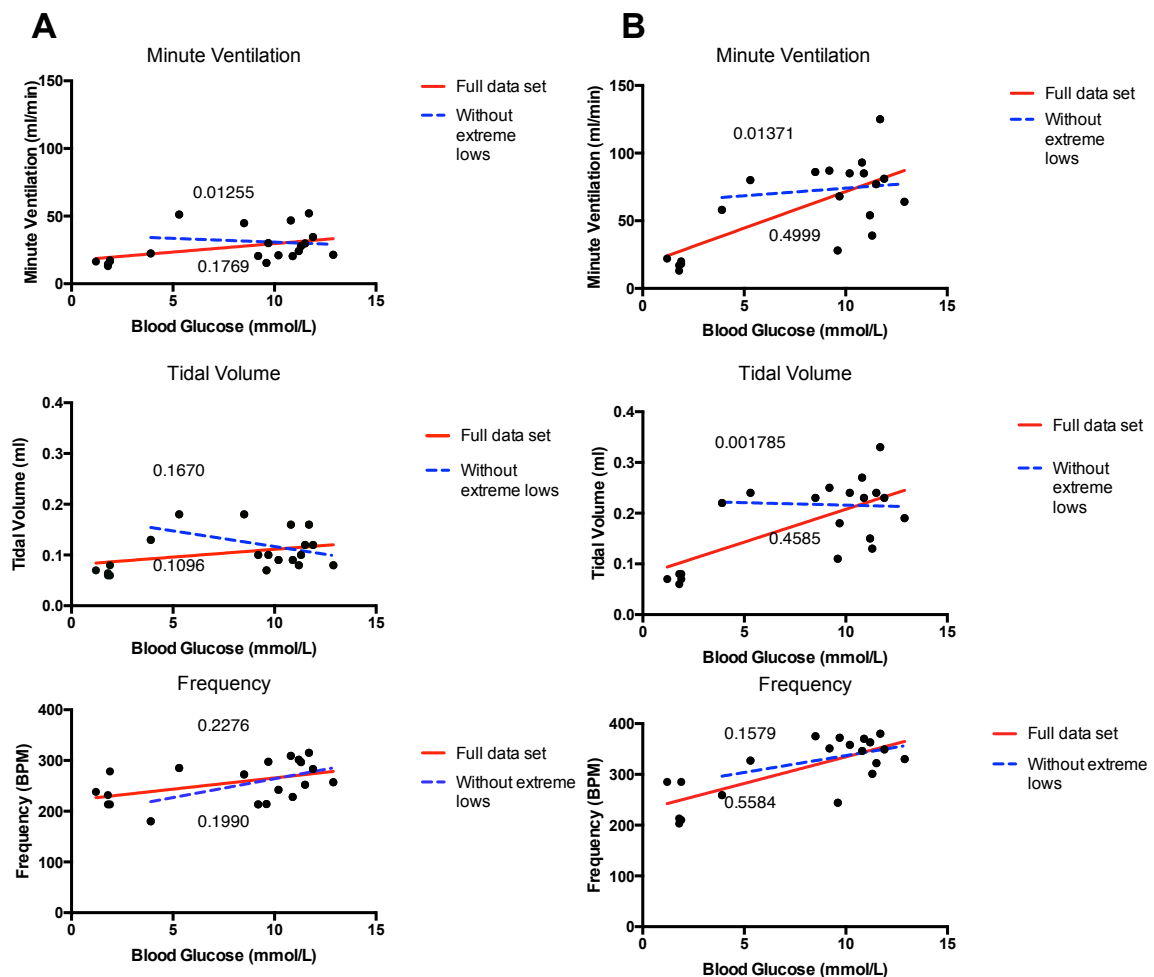 A
Minute Ventilation
Minute Ventilation (ml/min)
150
100
50
0
0 5 10 15
Blood Glucose (mmol/L)
0.01255
0.1769
Full data set
Without
extreme
lows
B
Minute Ventilation
Minute Ventilation (ml/min)
150
100
50
0
0 5 10 15
Blood Glucose (mmol/L)
0.01371
0.4999
Full data set
Without
extreme
lows
Tidal Volume
Tidal Volume (ml)
0.4
0.3
0.2
0.1
0.0
0 5 10 15
Blood Glucose (mmol/L)
0.1670
0.1096
Full data set
Without
extreme lows
Tidal Volume
Tidal Volume (ml)
0.4
0.3
0.2
0.1
0.0
0 5 10 15
Blood Glucose (mmol/L)
0.001785
0.4585
Full data set
Without
extreme
lows
Frequency
Frequency (BPM)
400
300
200
100
0
0 5 10 15
Blood Glucose (mmol/L)
0.2276
0.1990
Full data set
Without extreme
lows
Frequency
Frequency (BPM)
400
300
200
100
0
0 5 10 15
Blood Glucose (mmol/L)
0.1579
0.5584
Full data set
Without extreme
lows